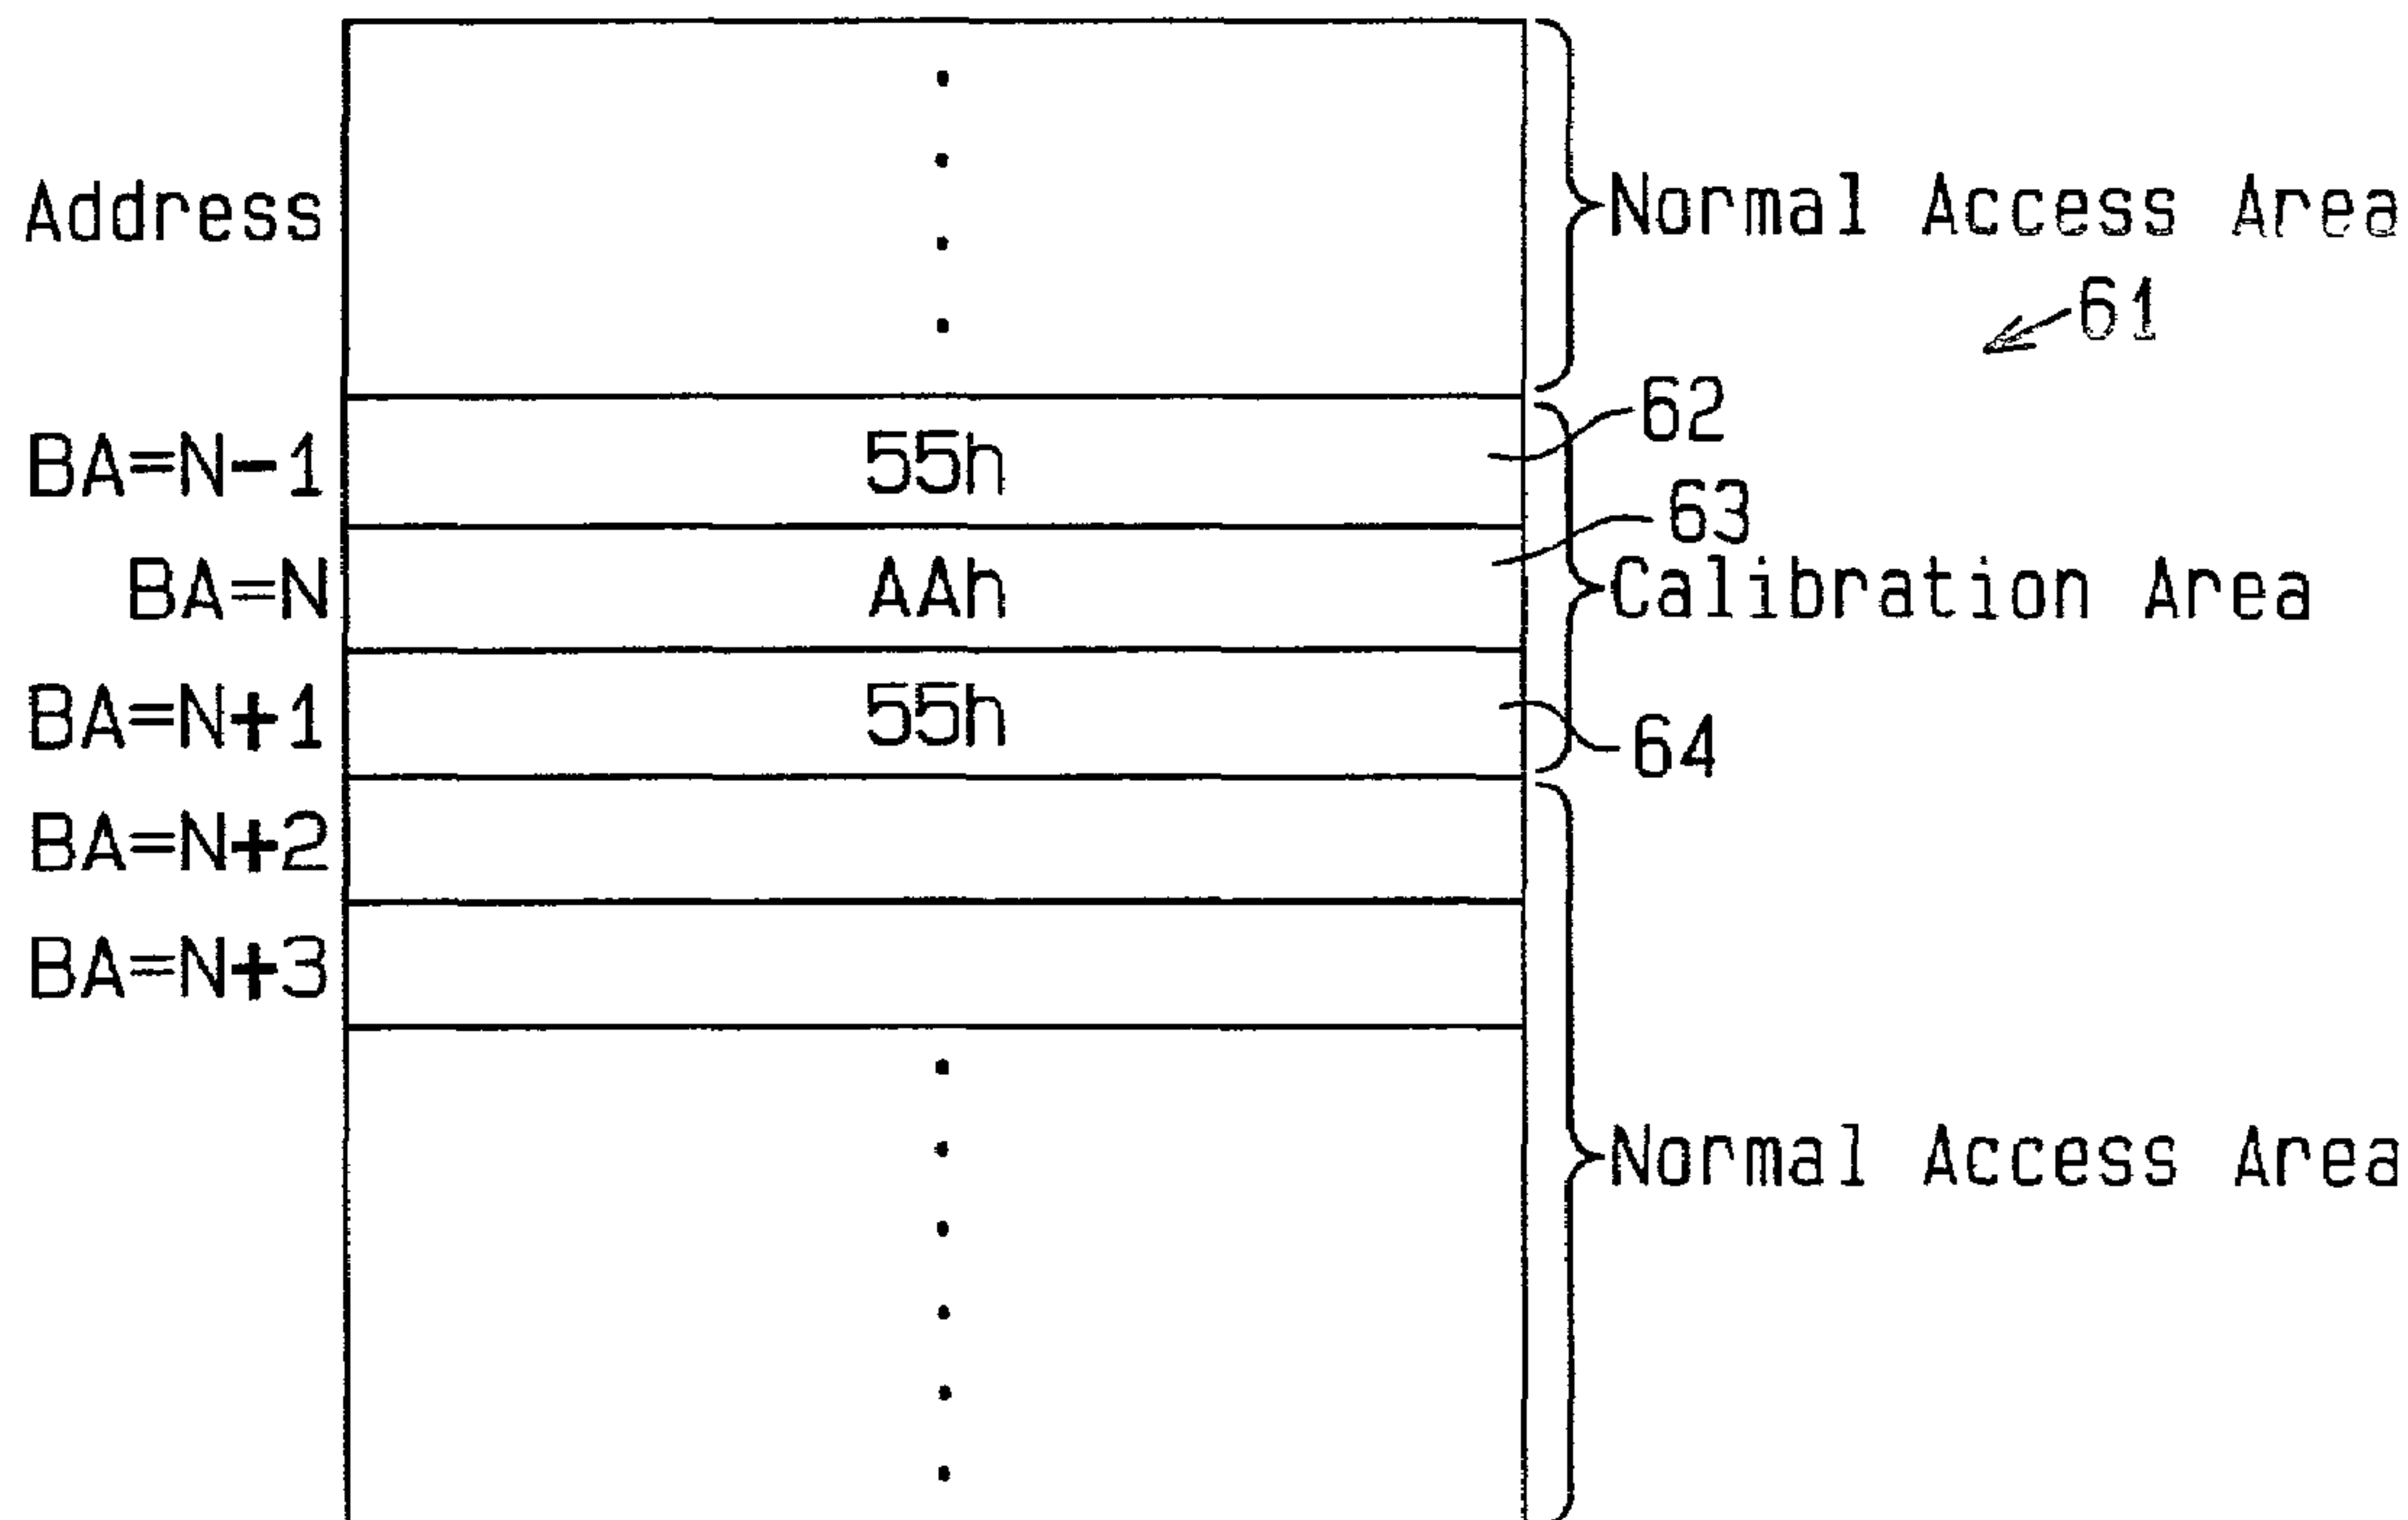 Address
Normal Access Area
61
BA=N-1
55h
62
63
BA=N
AAh
Calibration Area
BA=N+1
55h
64
BA=N+2
BA=N+3
Normal Access Area